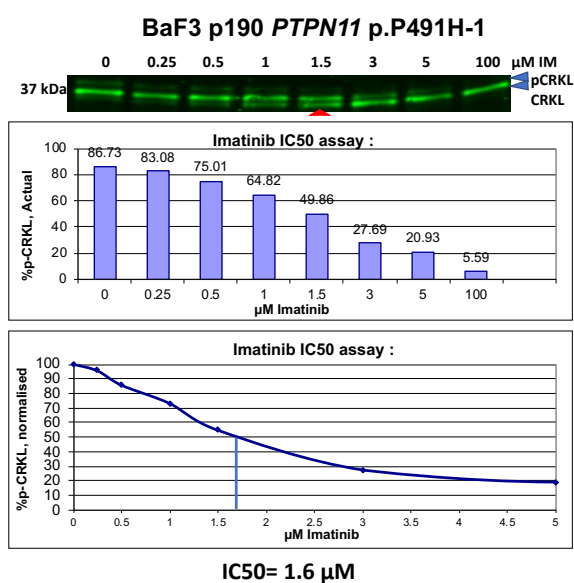 BaF3 p190 PTPN11 p.P491H-1
0 0.25 0.5 1 1.5 3 5 100 µM IM
pCRKL
37 kDa
CRKL
Imatinib IC50 assay :
%p-CRKL, Actual
100
80
60
40
20
0
86.73 83.08 75.01 64.82 49.86 27.69 20.93 5.59
0 0.25 0.5 1 1.5 3 5 100
µM Imatinib
Imatinib IC50 assay :
%p-CRKL, normalised
100
90
80
70
60
50
40
30
20
10
0
0 0.5 1 1.5 2 2.5 3 3.5 4 4.5 5
µM Imatinib
IC50= 1.6 µM